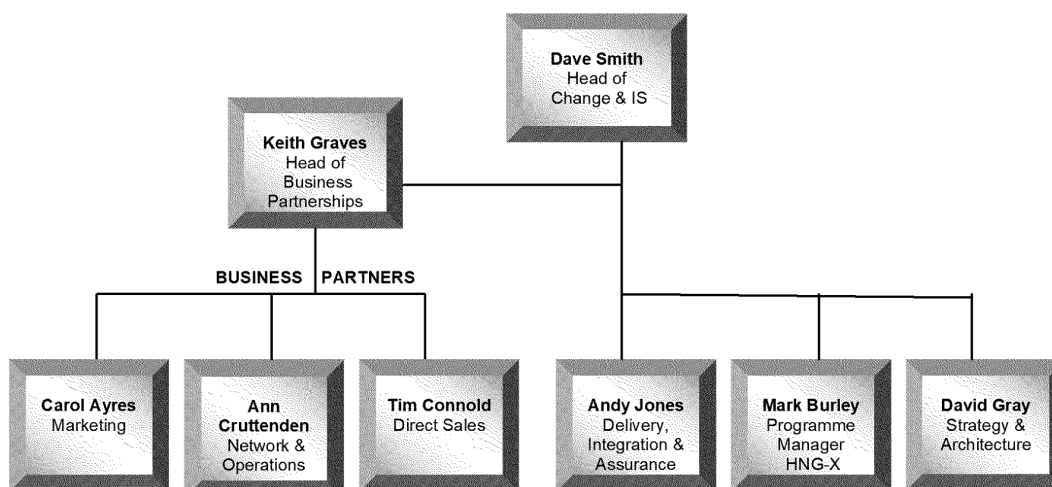 Dave Smith
Head of
Change & IS
Keith Graves
Head of
Business
Partnerships
BUSINESS PARTNERS
Carol Ayres
Marketing
Ann
Cruttenden
Network &
Operations
Tim Connold
Direct Sales
Andy Jones
Delivery,
Integration &
Assurance
Mark Burley
Programme
Manager
HNG-X
David Gray
Strategy &
Architecture